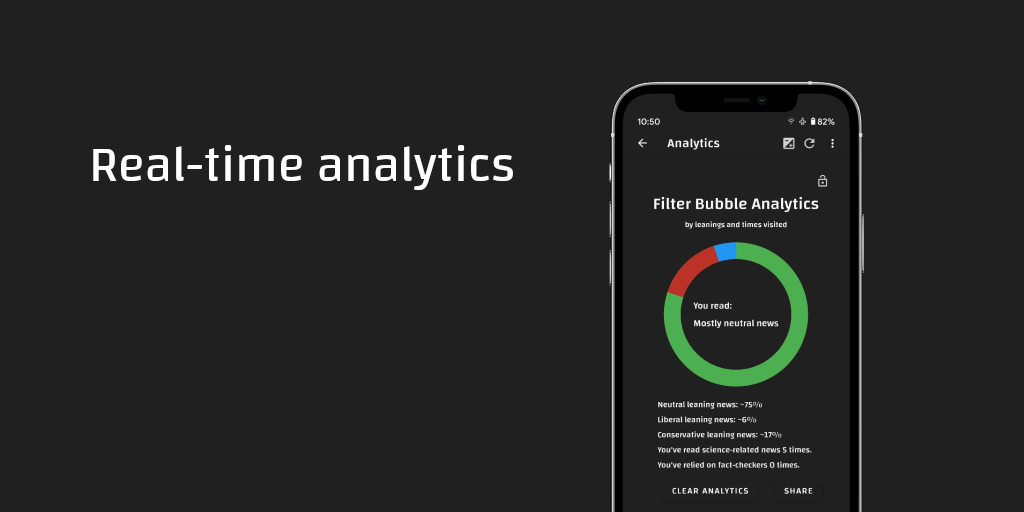 Real-time analytics
10:50
82%
Analytics
Filter Bubble Analytics
by leanings and times visited
You read:
Mostly neutral news
Neutral leaning news: ~75%
Liberal leaning news: ~6%
Conservative leaning news: ~17%
You've read science-related news 5 times.
You've relied on fact-checkers 0 times.
CLEAR ANALYTICS
SHARE